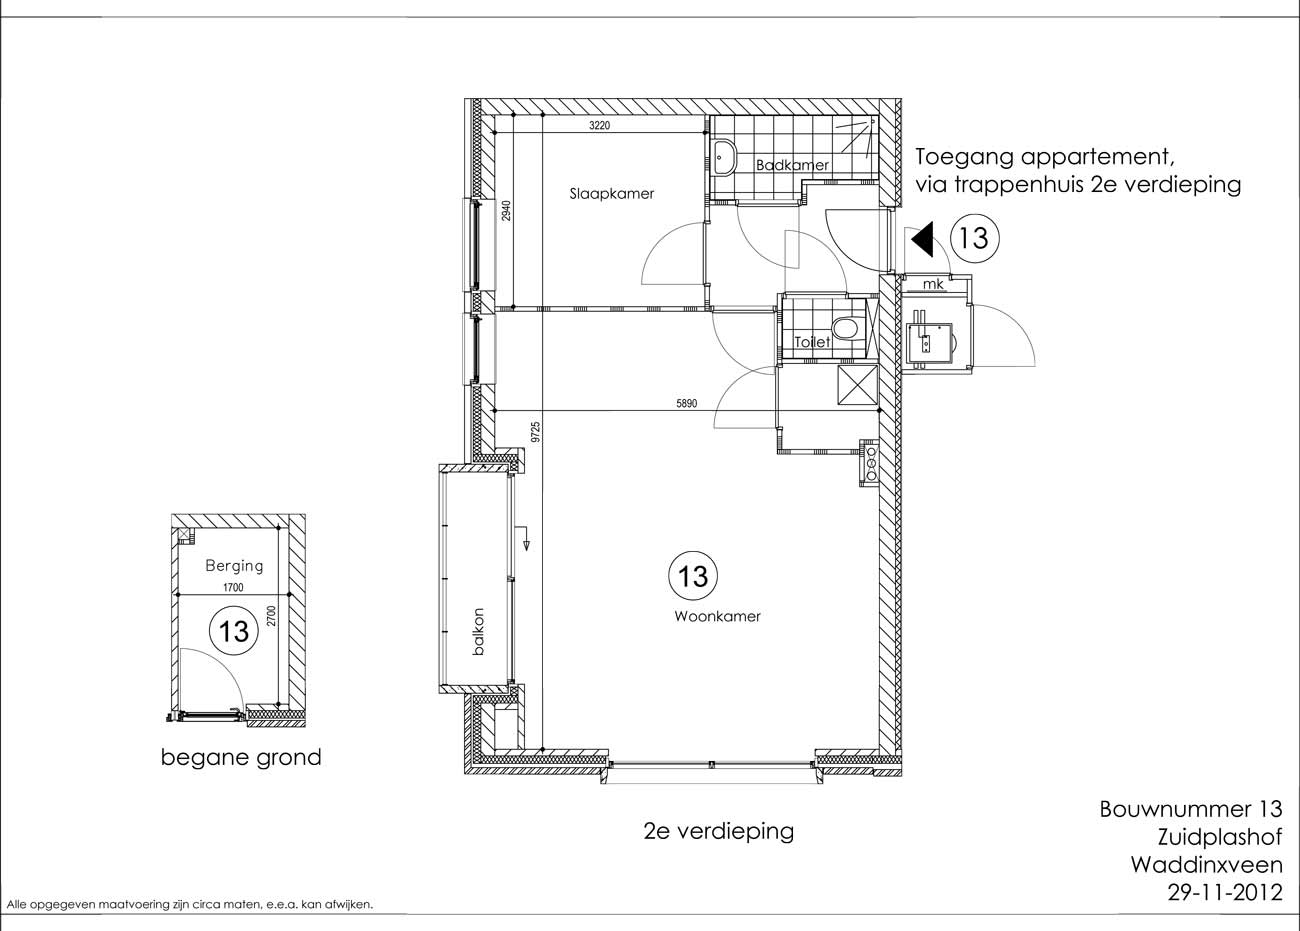 3220
Badkamer
Slaapkamer
2940
Toegang appartement,
via trappenhuis 2e verdieping
13
mk
Toilet
5890
9725
balkon
13
Woonkamer
2e verdieping
Berging
1700
2700
13
begane grond
Bouwnummer 13
Zuidplashof
Waddinxveen
29-11-2012
Alle opgegeven maatvoering zijn circa maten, e.e.a. kan afwijken.